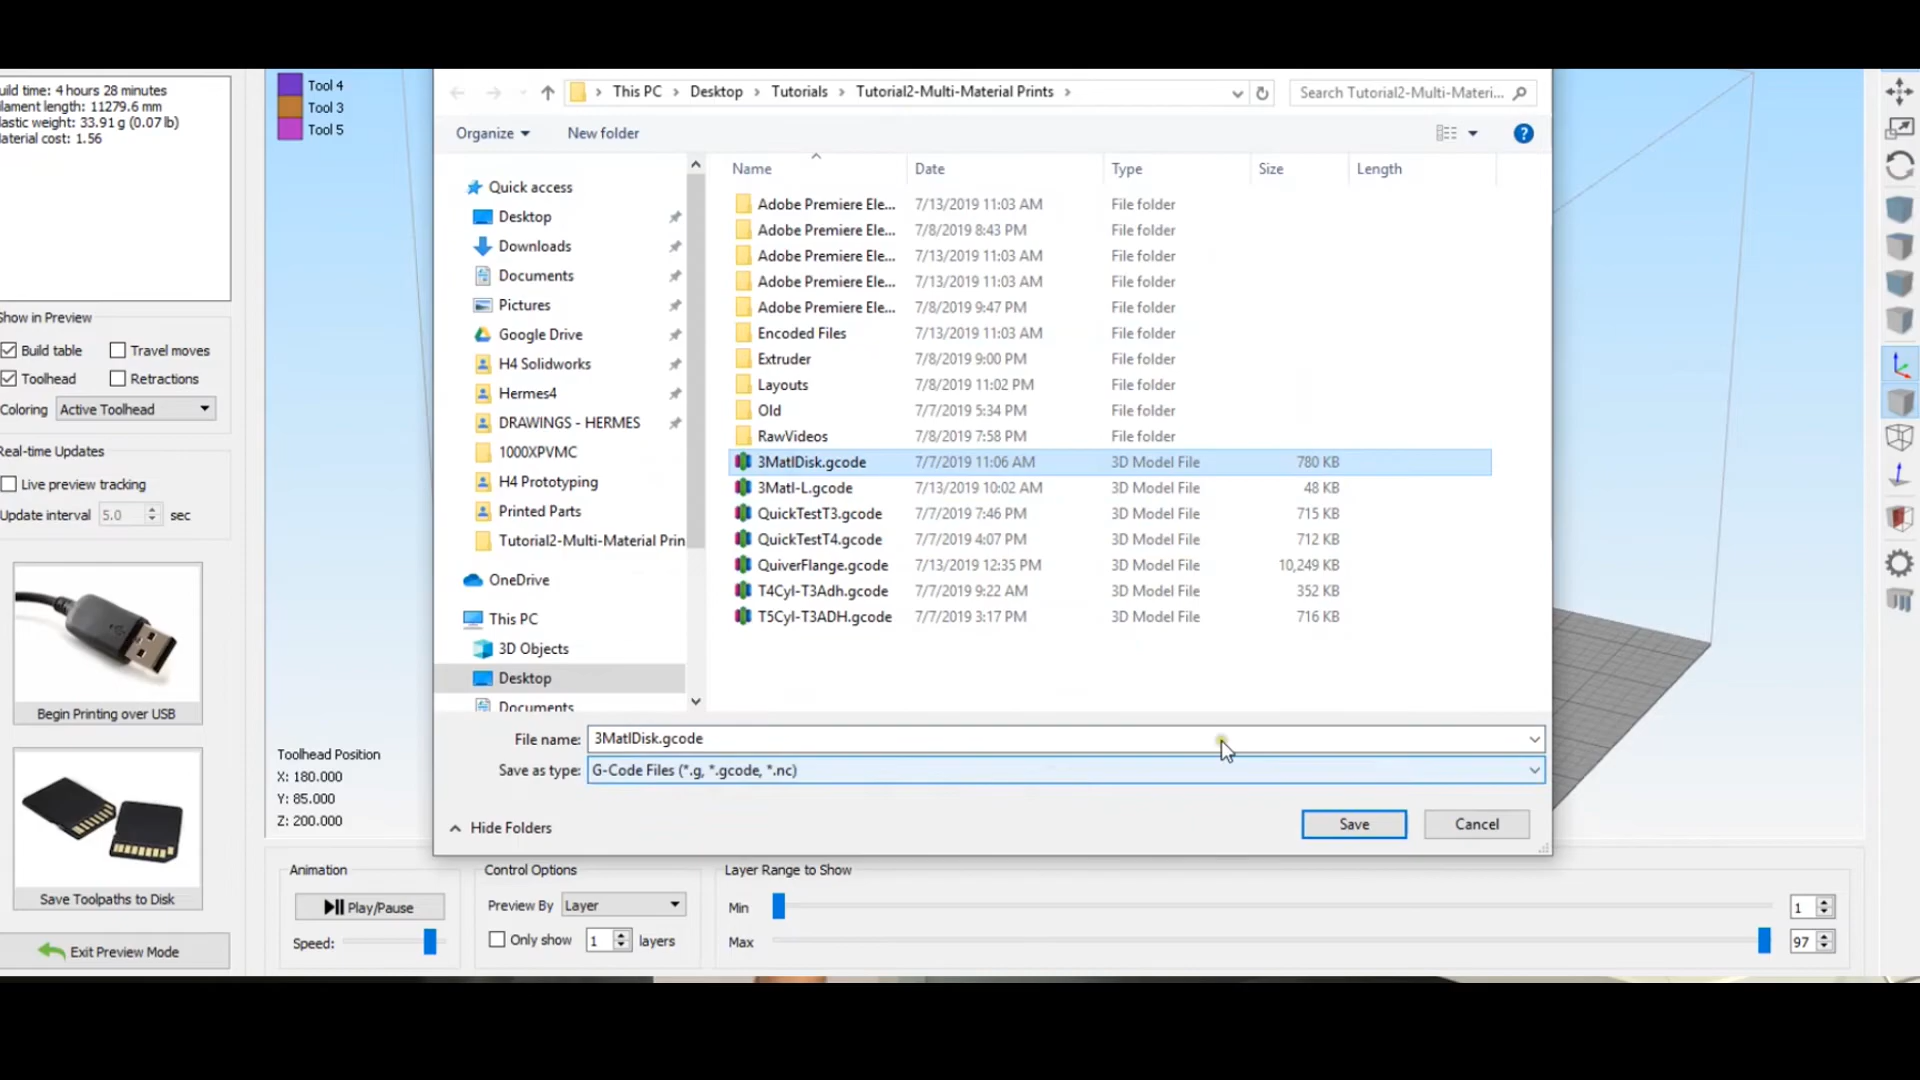 uild time: 4 hours 28 minutes
ilament length: 11279.6 mm
lastic weight: 33.91 g (0.07 lb)
aterial cost: 1.56
Show in Preview
Build table
Travel moves
Toolhead
Retractions
Coloring
Active Toolhead
Real-time Updates
Live preview tracking
Update interval 5.0 sec
Begin Printing over USB
Save Toolpaths to Disk
Exit Preview Mode
Tool 4
Tool 3
Tool 5
This PC > Desktop > Tutorials > Tutorial2-Multi-Material Prints >
Search Tutorial2-Multi-Materi...
Organize
New folder
Quick access
Desktop
Downloads
Documents
Pictures
Google Drive
H4 Solidworks
Hermes4
DRAWINGS - HERMES
1000XPVMC
H4 Prototyping
Printed Parts
Tutorial2-Multi-Material Prin
OneDrive
This PC
3D Objects
Desktop
Documents
Name Date Type Size Length
Adobe Premiere Ele... 7/13/2019 11:03 AM File folder
Adobe Premiere Ele... 7/8/2019 8:43 PM File folder
Adobe Premiere Ele... 7/13/2019 11:03 AM File folder
Adobe Premiere Ele... 7/13/2019 11:03 AM File folder
Adobe Premiere Ele... 7/8/2019 9:47 PM File folder
Encoded Files 7/13/2019 11:03 AM File folder
Extruder 7/8/2019 9:00 PM File folder
Layouts 7/8/2019 11:02 PM File folder
Old 7/7/2019 5:34 PM File folder
RawVideos 7/8/2019 7:58 PM File folder
3MatlDisk.gcode 7/7/2019 11:06 AM 3D Model File 780 KB
3Matl-L.gcode 7/13/2019 10:02 AM 3D Model File 48 KB
QuickTestT3.gcode 7/7/2019 7:46 PM 3D Model File 715 KB
QuickTestT4.gcode 7/7/2019 4:07 PM 3D Model File 712 KB
QuiverFlange.gcode 7/13/2019 12:35 PM 3D Model File 10,249 KB
T4Cyl-T3Adh.gcode 7/7/2019 9:22 AM 3D Model File 352 KB
T5Cyl-T3ADH.gcode 7/7/2019 3:17 PM 3D Model File 716 KB
File name: 3MatlDisk.gcode
Save as type: G-Code Files (*.g, *.gcode, *.nc)
Hide Folders
Save
Cancel
Toolhead Position
X: 180.000
Y: 85.000
Z: 200.000
Animation
Play/Pause
Speed:
Control Options
Preview By Layer
Only show 1 layers
Layer Range to Show
Min 1
Max 97